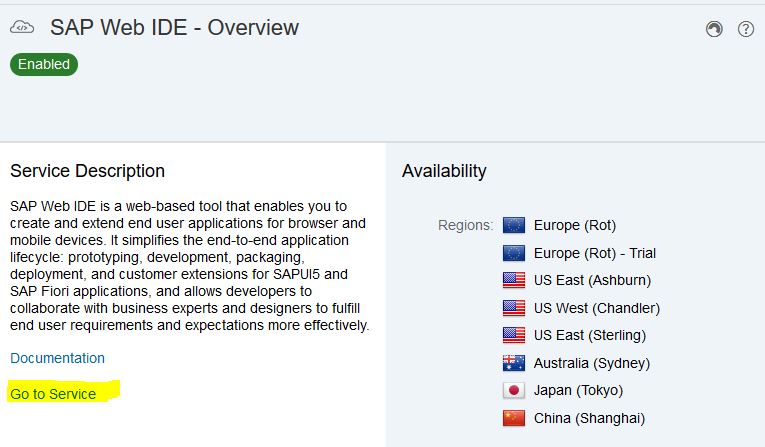 SAP Web IDE - Overview
Enabled
Service Description
SAP Web IDE is a web-based tool that enables you to
create and extend end user applications for browser and
mobile devices. It simplifies the end-to-end application
lifecycle: prototyping, development, packaging,
deployment, and customer extensions for SAPUI5 and
SAP Fiori applications, and allows developers to
collaborate with business experts and designers to fulfill
end user requirements and expectations more effectively.
Documentation
Go to Service
Availability
Regions: Europe (Rot)
Europe (Rot) - Trial
US East (Ashburn)
US West (Chandler)
US East (Sterling)
Australia (Sydney)
Japan (Tokyo)
China (Shanghai)